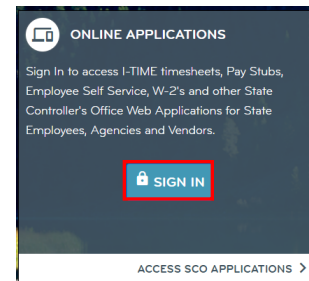 ONLINE APPLICATIONS
Sign In to access I-TIME timesheets, Pay Stubs,
Employee Self Service, W-2's and other State
Controller's Office Web Applications for State
Employees, Agencies and Vendors.
SIGN IN
ACCESS SCO APPLICATIONS >